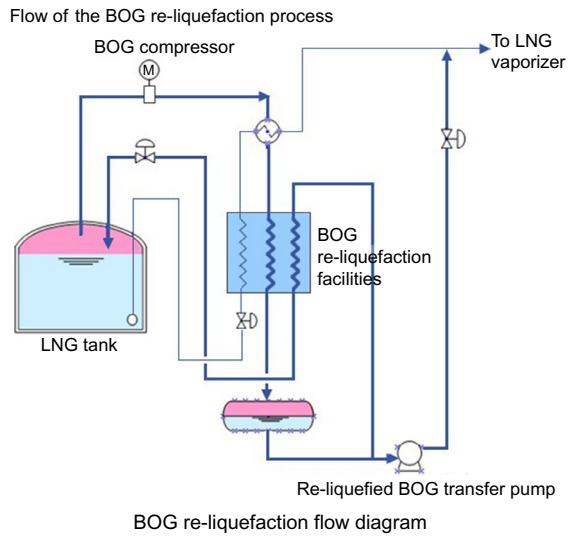 Flow of the BOG re-liquefaction process
BOG compressor
M
To LNG
vaporizer
BOG
re-liquefaction
facilities
LNG tank
Re-liquefied BOG transfer pump
BOG re-liquefaction flow diagram